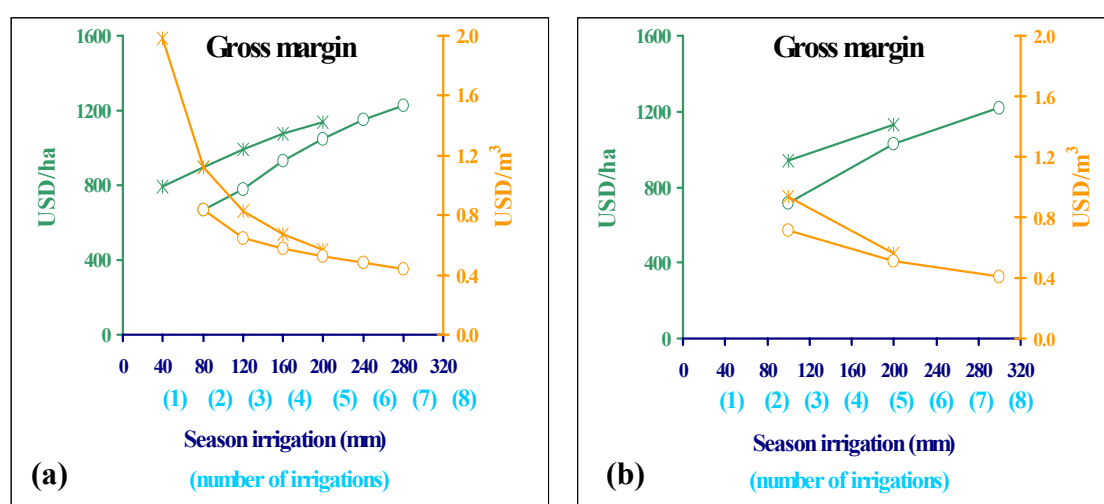 Gross margin
1600
1200
800
400
0
USD/ha
2.0
1.6
1.2
0.8
0.4
0.0
USD/m³
0 40 80 120 160 200 240 280 320
(1) (2) (3) (4) (5) (6) (7) (8)
Season irrigation (mm)
(number of irrigations)
(a)
Gross margin
1600
1200
800
400
0
USD/ha
2.0
1.6
1.2
0.8
0.4
0.0
USD/m³
0 40 80 120 160 200 240 280 320
(1) (2) (3) (4) (5) (6) (7) (8)
Season irrigation (mm)
(number of irrigations)
(b)